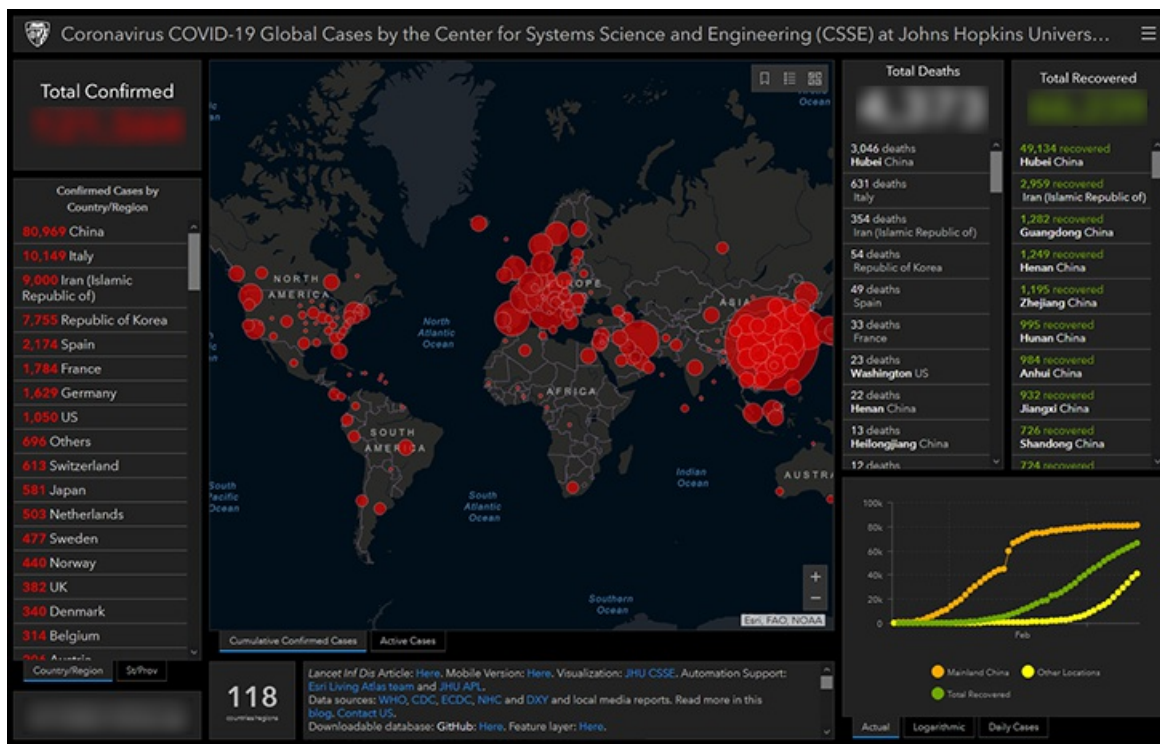 Coronavirus COVID-19 Global Cases by the Center for Systems Science and Engineering (CSSE) at Johns Hopkins Univers...
Total Confirmed
Confirmed Cases by
Country/Region
80,969 China
10,149 Italy
9,000 Iran (Islamic
Republic of)
7,755 Republic of Korea
2,174 Spain
1,784 France
1,629 Germany
1,050 US
696 Others
613 Switzerland
581 Japan
503 Netherlands
477 Sweden
440 Norway
382 UK
340 Denmark
314 Belgium
Austria
Country/Region
St/Prov
Ocean
NORTH
AMERICA
North
Atlantic
Ocean
ASIA
AFRICA
SOUTH
AMERICA
South
Pacific
Ocean
South
Atlantic
Ocean
Indian
Ocean
AUSTR
Southern
Ocean
+
−
Esri, FAO, NOAA
Cumulative Confirmed Cases
Active Cases
118
countries/regions
Lancet Inf Dis Article: Here. Mobile Version: Here. Visualization: JHU CSSE. Automation Support:
Esri Living Atlas team and JHU APL.
Data sources: WHO, CDC, ECDC, NHC and DXY and local media reports. Read more in this
blog. Contact US.
Downloadable database: GitHub: Here. Feature layer: Here.
Total Deaths
3,046 deaths
Hubei China
631 deaths
Italy
354 deaths
Iran (Islamic Republic of)
54 deaths
Republic of Korea
49 deaths
Spain
33 deaths
France
23 deaths
Washington US
22 deaths
Henan China
13 deaths
Heilongjiang China
12 deaths
Total Recovered
49,134 recovered
Hubei China
2,959 recovered
Iran (Islamic Republic of)
1,282 recovered
Guangdong China
1,249 recovered
Henan China
1,195 recovered
Zhejiang China
995 recovered
Hunan China
984 recovered
Anhui China
932 recovered
Jiangxi China
726 recovered
Shandong China
724 recovered
100k
80k
60k
40k
20k
0
Feb
Mainland China
Other Locations
Total Recovered
Actual
Logarithmic
Daily Cases